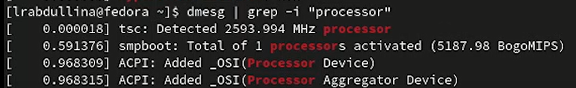 [lrabdullina@fedora ~]$ dmesg | grep -i "processor"
[    0.000018] tsc: Detected 2593.994 MHz processor
[    0.591376] smpboot: Total of 1 processors activated (5187.98 BogoMIPS)
[    0.968309] ACPI: Added _OSI(Processor Device)
[    0.968315] ACPI: Added _OSI(Processor Aggregator Device)